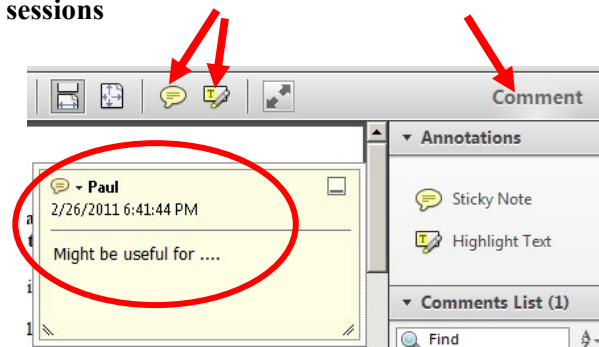 sessions
Comment
Annotations
Paul
2/26/2011 6:41:44 PM
Sticky Note
Might be useful for ....
Highlight Text
Comments List (1)
Find